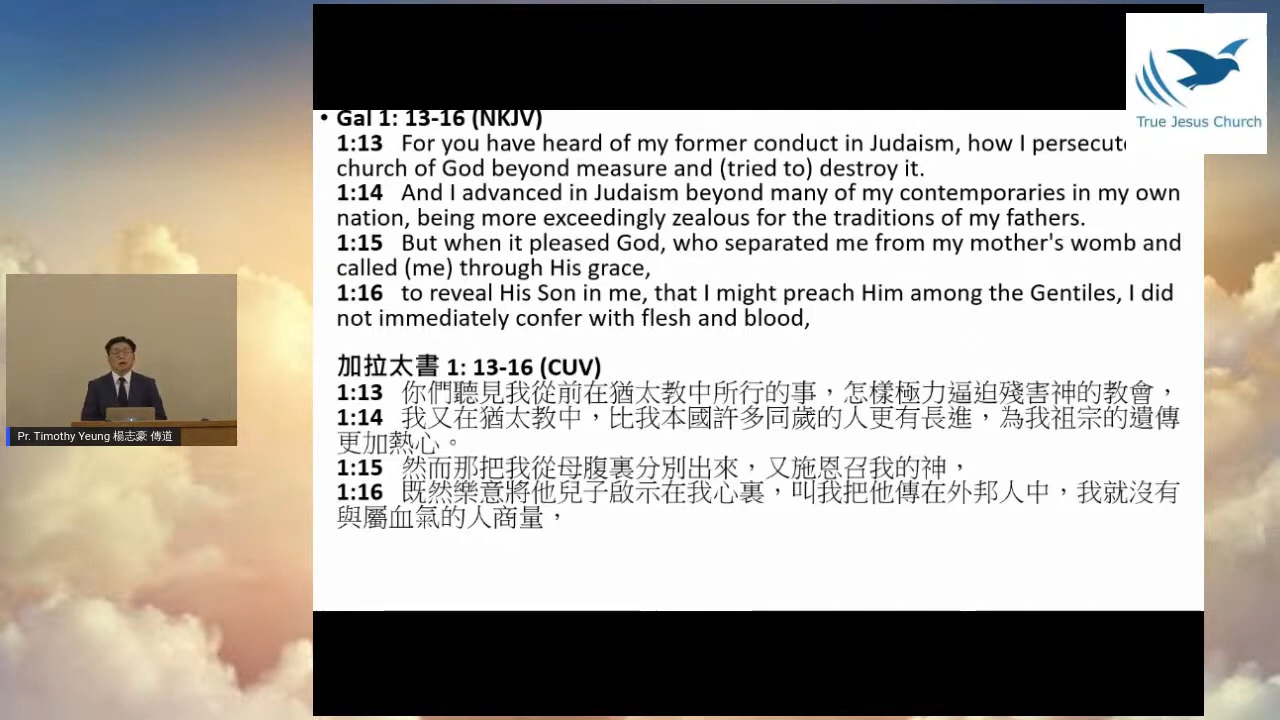 True Jesus Church
• Gal 1: 13-16 (NKJV)
1:13 For you have heard of my former conduct in Judaism, how I persecute
church of God beyond measure and (tried to) destroy it.
1:14 And I advanced in Judaism beyond many of my contemporaries in my own
nation, being more exceedingly zealous for the traditions of my fathers.
1:15 But when it pleased God, who separated me from my mother's womb and
called (me) through His grace,
1:16 to reveal His Son in me, that I might preach Him among the Gentiles, I did
not immediately confer with flesh and blood,
加拉太書 1: 13-16 (CUV)
1:13 你們聽見我從前在猶太教中所行的事，怎樣極力逼迫殘害神的教會，
1:14 我又在猶太教中，比我本國許多同歲的人更有長進，為我祖宗的遺傳
更加熱心。
1:15 然而那把我從母腹裏分別出來，又施恩召我的神，
1:16 既然樂意將他兒子啟示在我心裏，叫我把他傳在外邦人中，我就沒有
與屬血氣的人商量，
Pr. Timothy Yeung 楊志豪 傳道